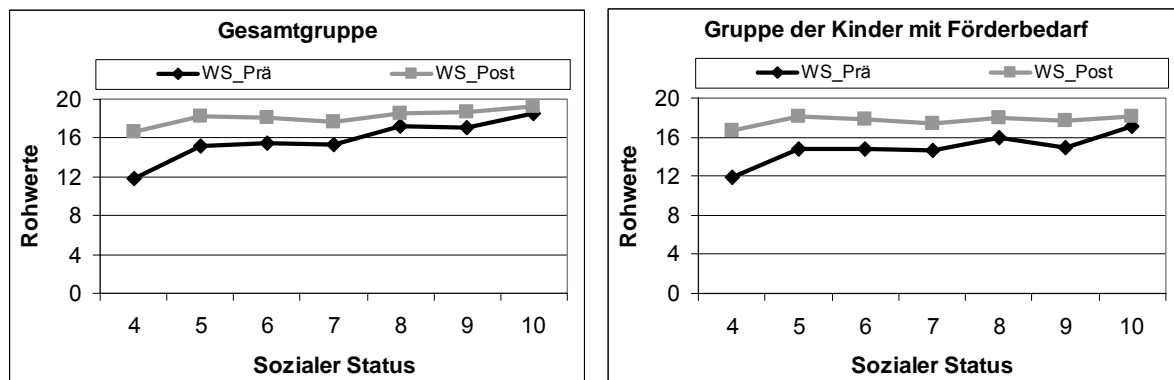 Gesamtgruppe
WS_Prä WS_Post
20
16
12
8
4
0
Rohwerte
4 5 6 7 8 9 10
Sozialer Status
Gruppe der Kinder mit Förderbedarf
WS_Prä WS_Post
20
16
12
8
4
0
Rohwerte
4 5 6 7 8 9 10
Sozialer Status